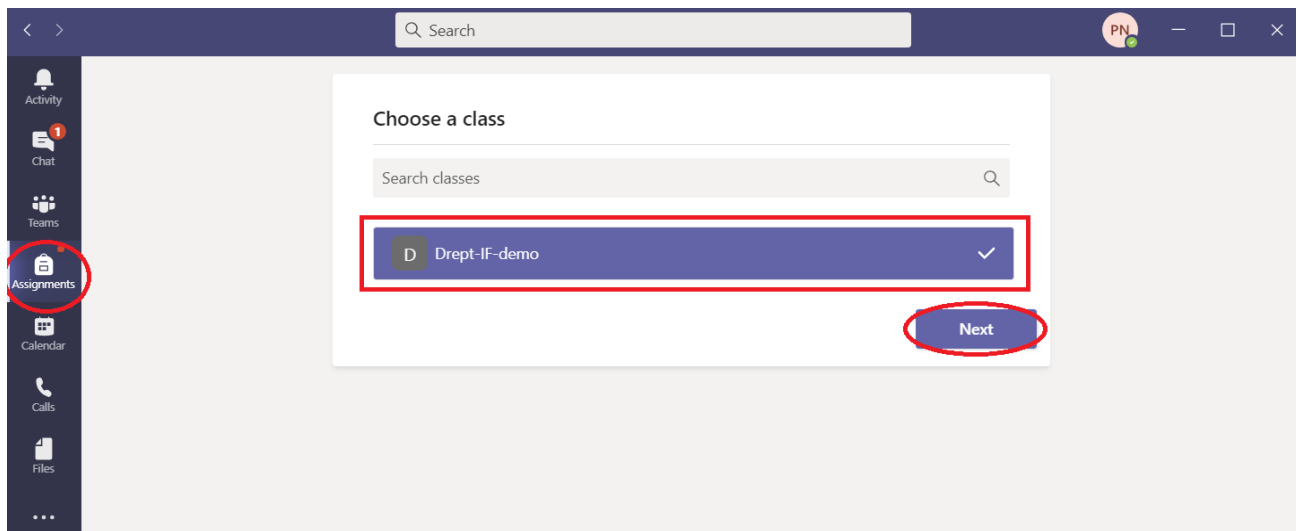 Search
PN
Activity
1
Chat
Teams
Assignments
Calendar
Calls
Files
Choose a class
Search classes
D Drept-IF-demo
Next